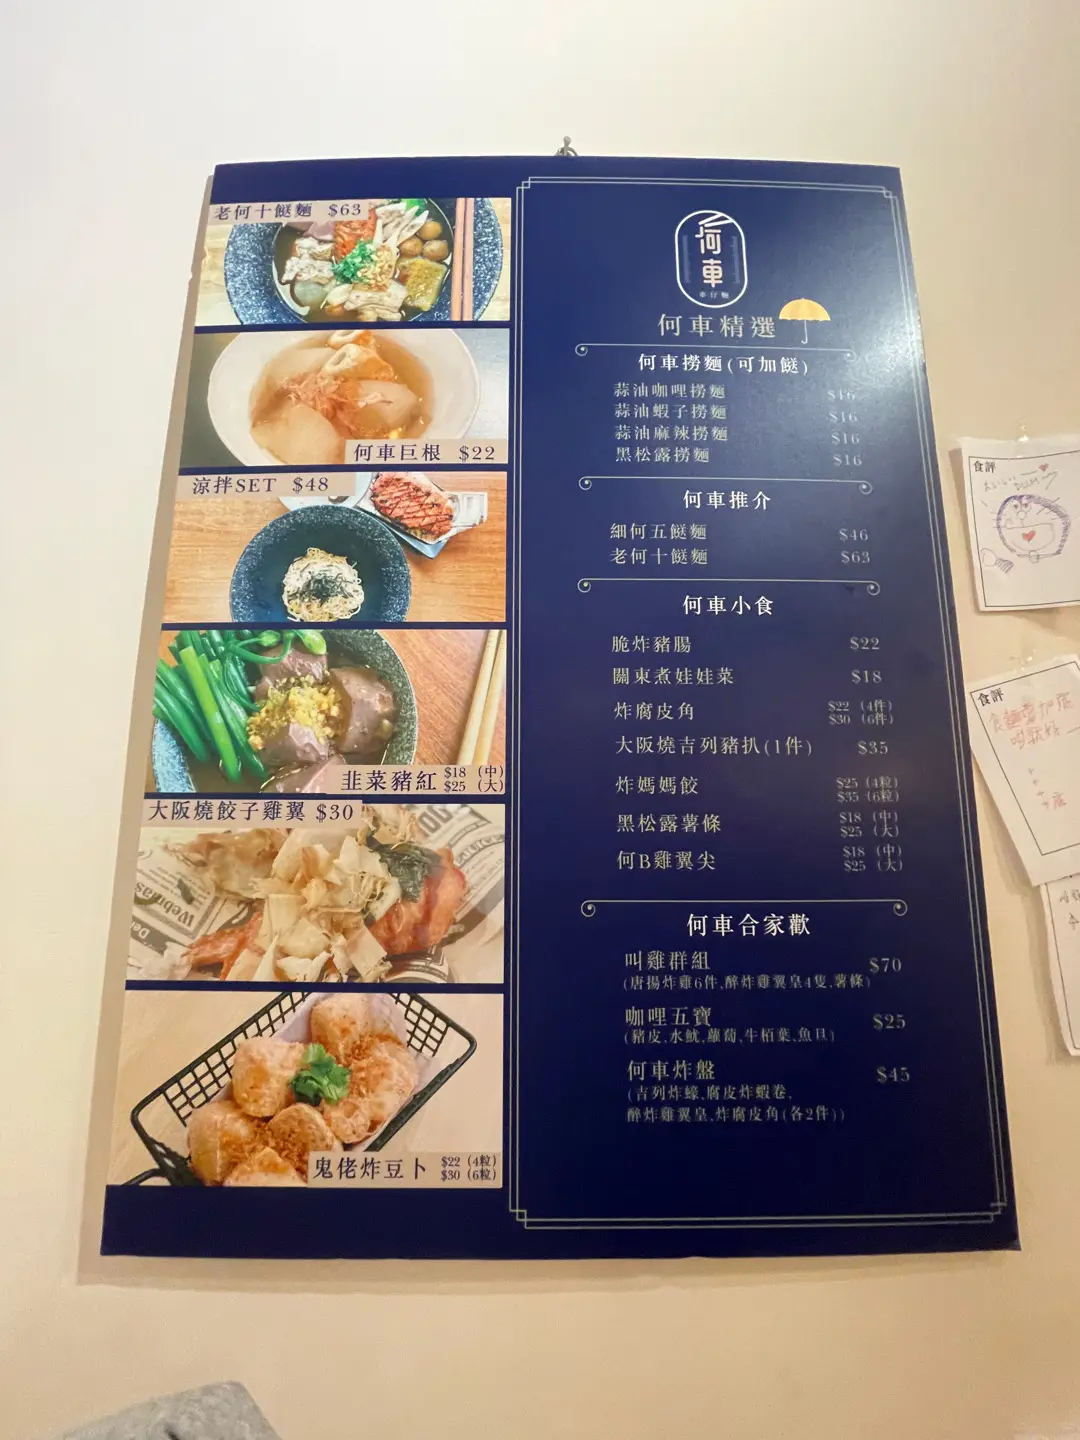 老何十餸麵 $63
何車巨根 $22
涼拌SET $48
韭菜豬紅 $18 (中)
$25 (大)
大阪燒餃子雞翼 $30
鬼佬炸豆卜 $22 (4粒)
$30 (6粒)
何車
車仔麵
何車精選
何車撈麵(可加餸)
蒜油咖哩撈麵 $16
蒜油蝦子撈麵 $16
蒜油麻辣撈麵 $16
黑松露撈麵 $16
何車推介
細何五餸麵 $46
老何十餸麵 $63
何車小食
脆炸豬腸 $22
關東煮娃娃菜 $18
炸腐皮角 $22 (4件)
$30 (6件)
大阪燒吉列豬扒(1件) $35
炸媽媽餃 $25 (4粒)
$35 (6粒)
黑松露薯條 $18 (中)
$25 (大)
何B雞翼尖 $18 (中)
$25 (大)
何車合家歡
叫雞群組 $70
(唐揚炸雞6件,醉炸雞翼皇4隻,薯條)
咖哩五寶 $25
(豬皮,水魷,蘿蔔,牛栢葉,魚旦)
何車炸盤 $45
(吉列炸蠔,腐皮炸蝦卷,
醉炸雞翼皇,炸腐皮角(各2件))
食評
食評